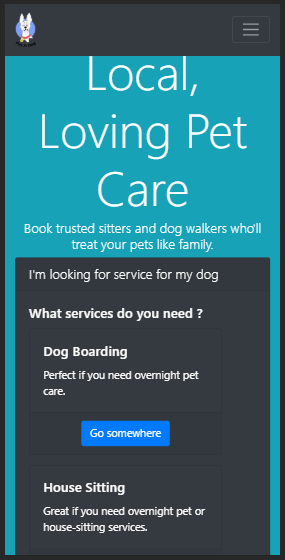 Local,
Loving Pet
Care
Book trusted sitters and dog walkers who'll
treat your pets like family.
I'm looking for service for my dog
What services do you need ?
Dog Boarding
Perfect if you need overnight pet
care.
Go somewhere
House Sitting
Great if you need overnight pet or
house-sitting services.